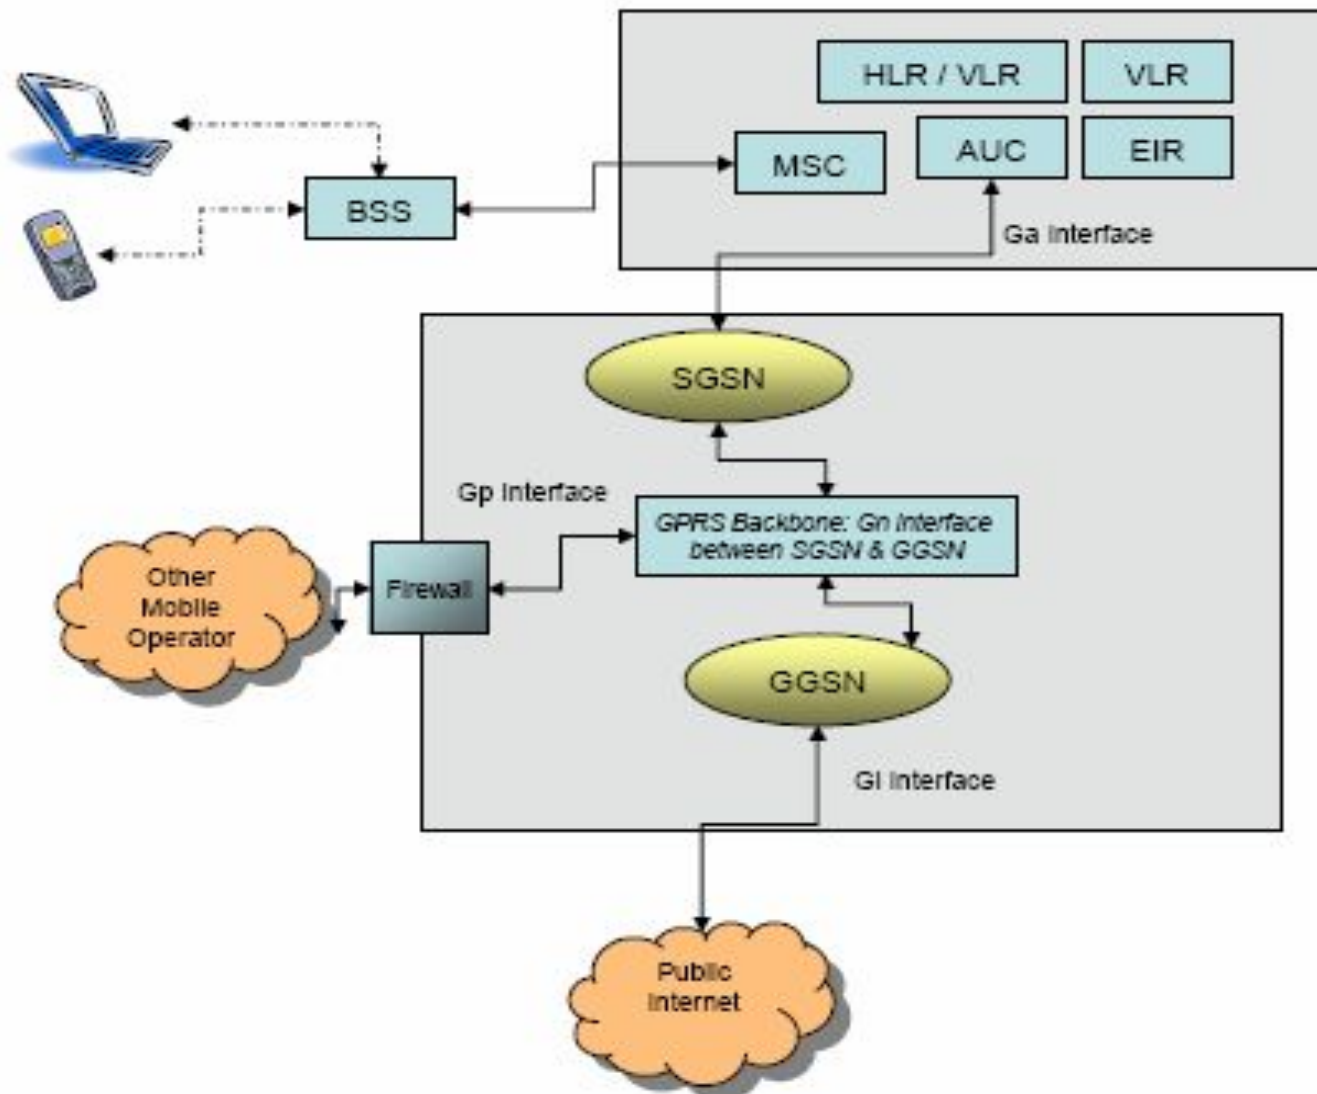 HLR / VLR
VLR
MSC
AUC
EIR
BSS
Ga Interface
SGSN
Gp Interface
GPRS Backbone: Gn Interface
between SGSN & GGSN
Other
Mobile
Operator
Firewall
GGSN
GI Interface
Public
Internet